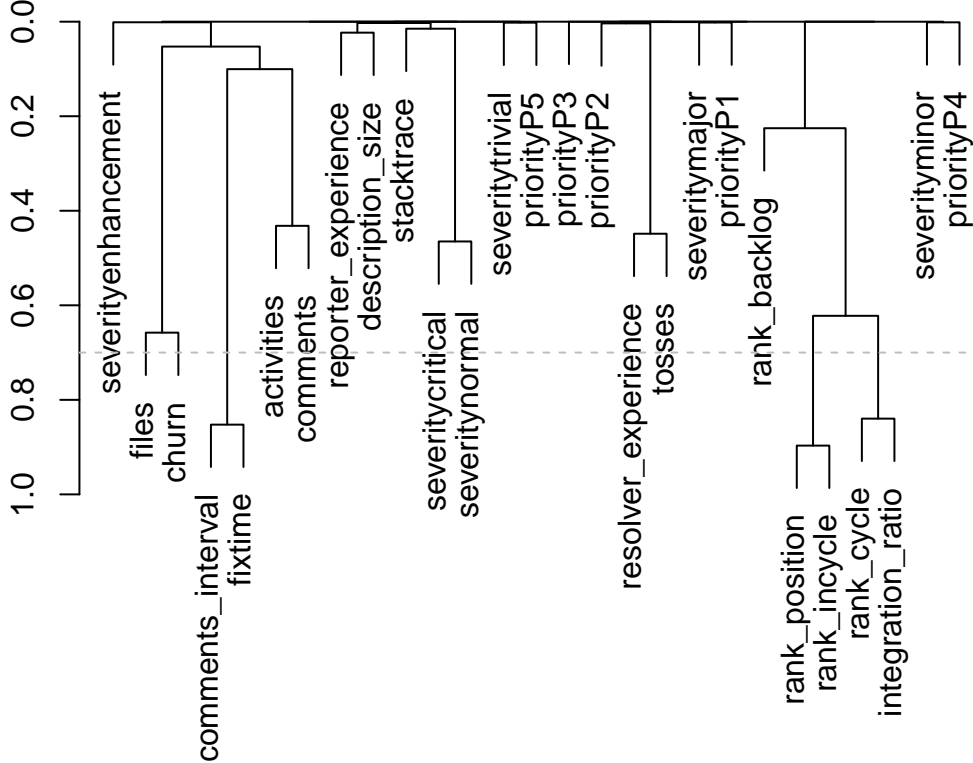 0.0
0.2
0.4
0.6
0.8
1.0
severityenhancement
files
churn
comments_interval
fixtime
activities
comments
reporter_experience
description_size
stacktrace
severitycritical
severitynormal
severitytrivial
priorityP5
priorityP3
priorityP2
resolver_experience
tosses
severitymajor
priorityP1
rank_backlog
rank_position
rank_incycle
rank_cycle
integration_ratio
severityminor
priorityP4